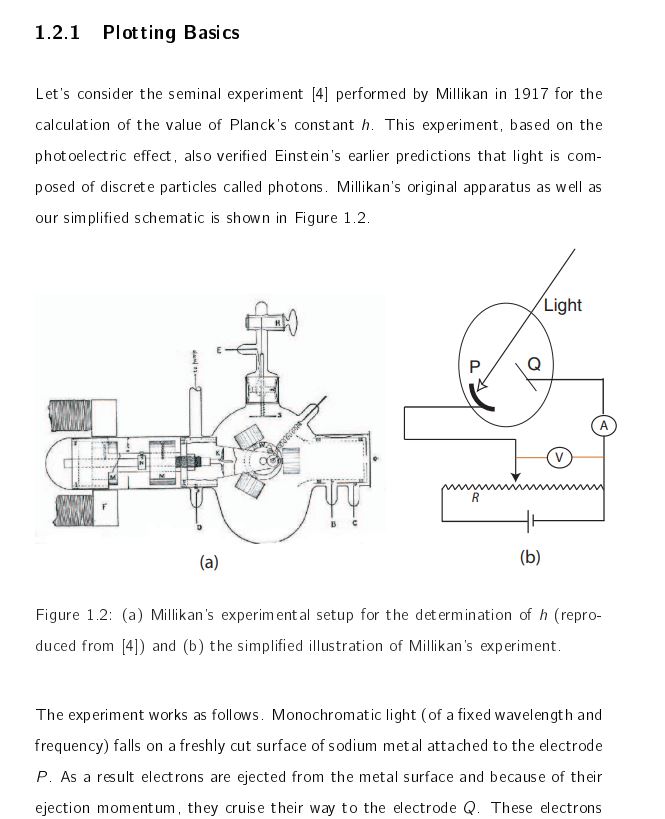 1.2.1 Plotting Basics
Let's consider the seminal experiment [4] performed by Millikan in 1917 for the
calculation of the value of Planck's constant h. This experiment, based on the
photoelectric effect, also verified Einstein's earlier predictions that light is com-
posed of discrete particles called photons. Millikan's original apparatus as well as
our simplified schematic is shown in Figure 1.2.
Light
P
Q
A
V
R
E
H
S
K
M
M
F
D
B
C
(a)
(b)
Figure 1.2: (a) Millikan's experimental setup for the determination of h (repro-
duced from [4]) and (b) the simplified illustration of Millikan's experiment.
The experiment works as follows. Monochromatic light (of a fixed wavelength and
frequency) falls on a freshly cut surface of sodium metal attached to the electrode
P. As a result electrons are ejected from the metal surface and because of their
ejection momentum, they cruise their way to the electrode Q. These electrons